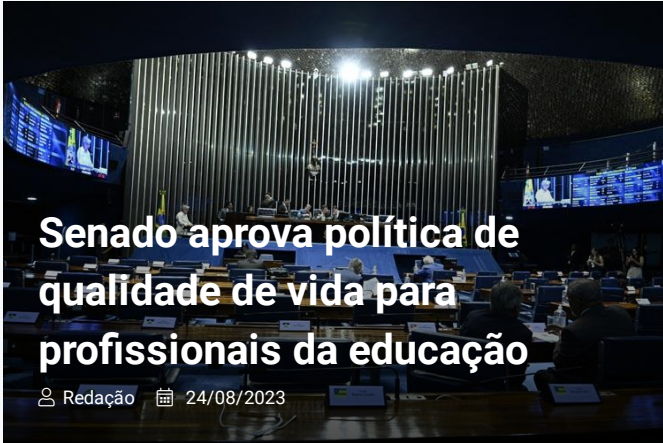 Senado aprova política de
qualidade de vida para
profissionais da educação
Redação 24/08/2023